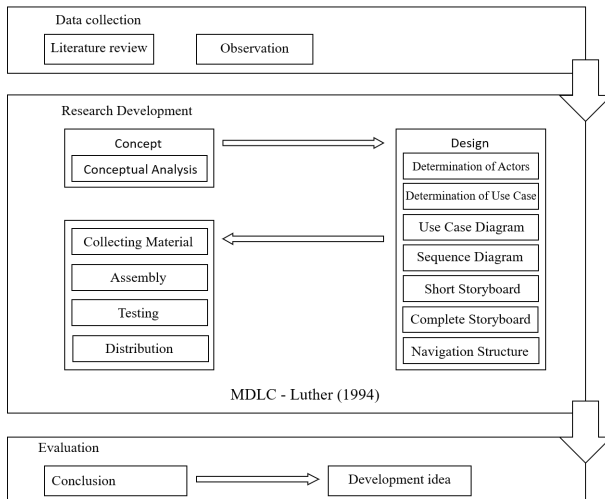 Data collection
Literature review
Observation
Research Development
Concept
Conceptual Analysis
Design
Determination of Actors
Determination of Use Case
Use Case Diagram
Sequence Diagram
Short Storyboard
Complete Storyboard
Navigation Structure
Collecting Material
Assembly
Testing
Distribution
MDLC - Luther (1994)
Evaluation
Conclusion
Development idea